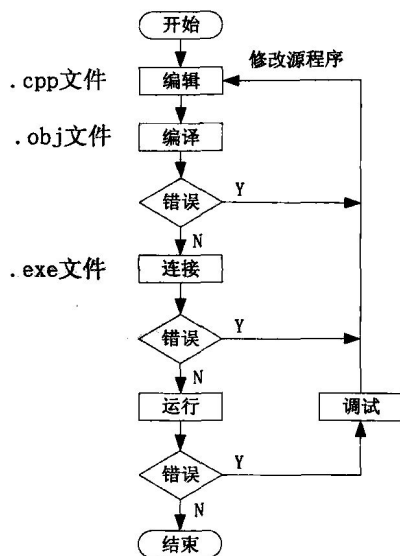 开始
修改源程序
.cpp文件
编辑
.obj文件
编译
错误
Y
N
.exe文件
连接
错误
Y
N
运行
调试
错误
Y
N
结束